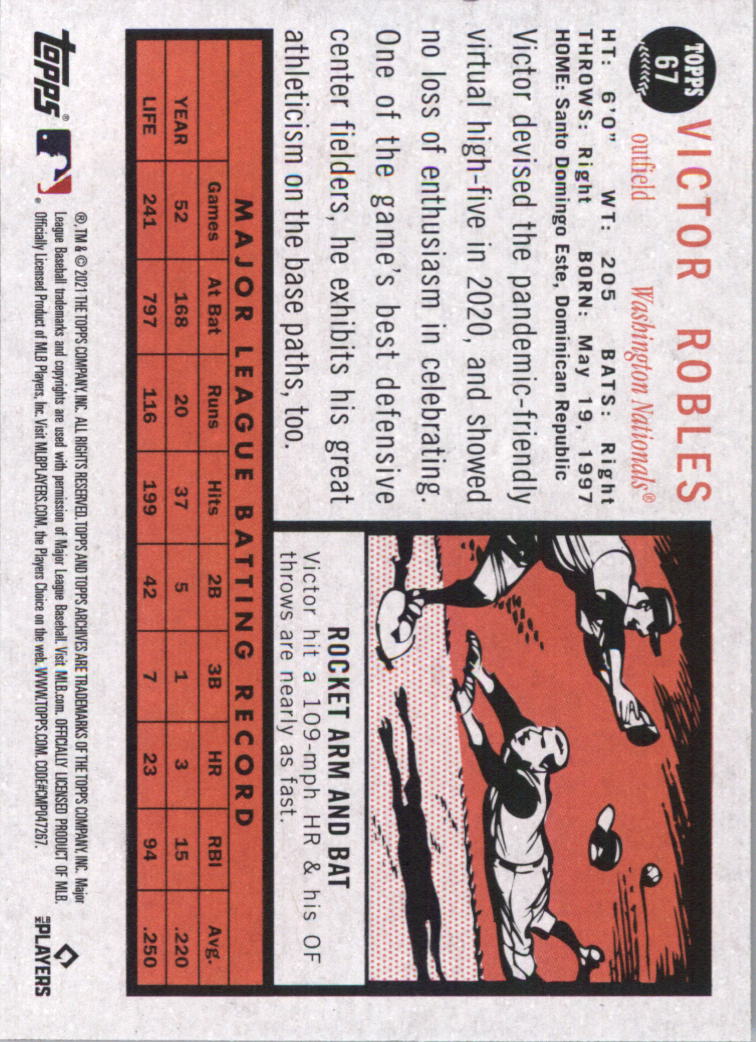 TOPPS
67
VICTOR ROBLES
outfield Washington Nationals®
HT: 6'0" WT: 205 BATS: Right
THROWS: Right BORN: May 19, 1997
HOME: Santo Domingo Este, Dominican Republic
Victor devised the pandemic-friendly
virtual high-five in 2020, and showed
no loss of enthusiasm in celebrating.
One of the game's best defensive
center fielders, he exhibits his great
athleticism on the base paths, too.
ROCKET ARM AND BAT
Victor hit a 109-mph HR & his OF
throws are nearly as fast.
MAJOR LEAGUE BATTING RECORD
Games At Bat Runs Hits 2B 3B HR RBI Avg.
YEAR 52 168 20 37 5 1 3 15 .220
LIFE 241 797 116 199 42 7 23 94 .250
topps®
®, TM & © 2021 THE TOPPS COMPANY, INC. ALL RIGHTS RESERVED. TOPPS AND TOPPS ARCHIVES ARE TRADEMARKS OF THE TOPPS COMPANY, INC. Major
League Baseball trademarks and copyrights are used with permission of Major League Baseball. Visit MLB.com. OFFICIALLY LICENSED PRODUCT OF MLB
Officially Licensed Product of MLB Players, Inc. Visit MLBPLAYERS.COM, the Players Choice on the web. WWW.TOPPS.COM. CODE#CMP047267.
MLB PLAYERS